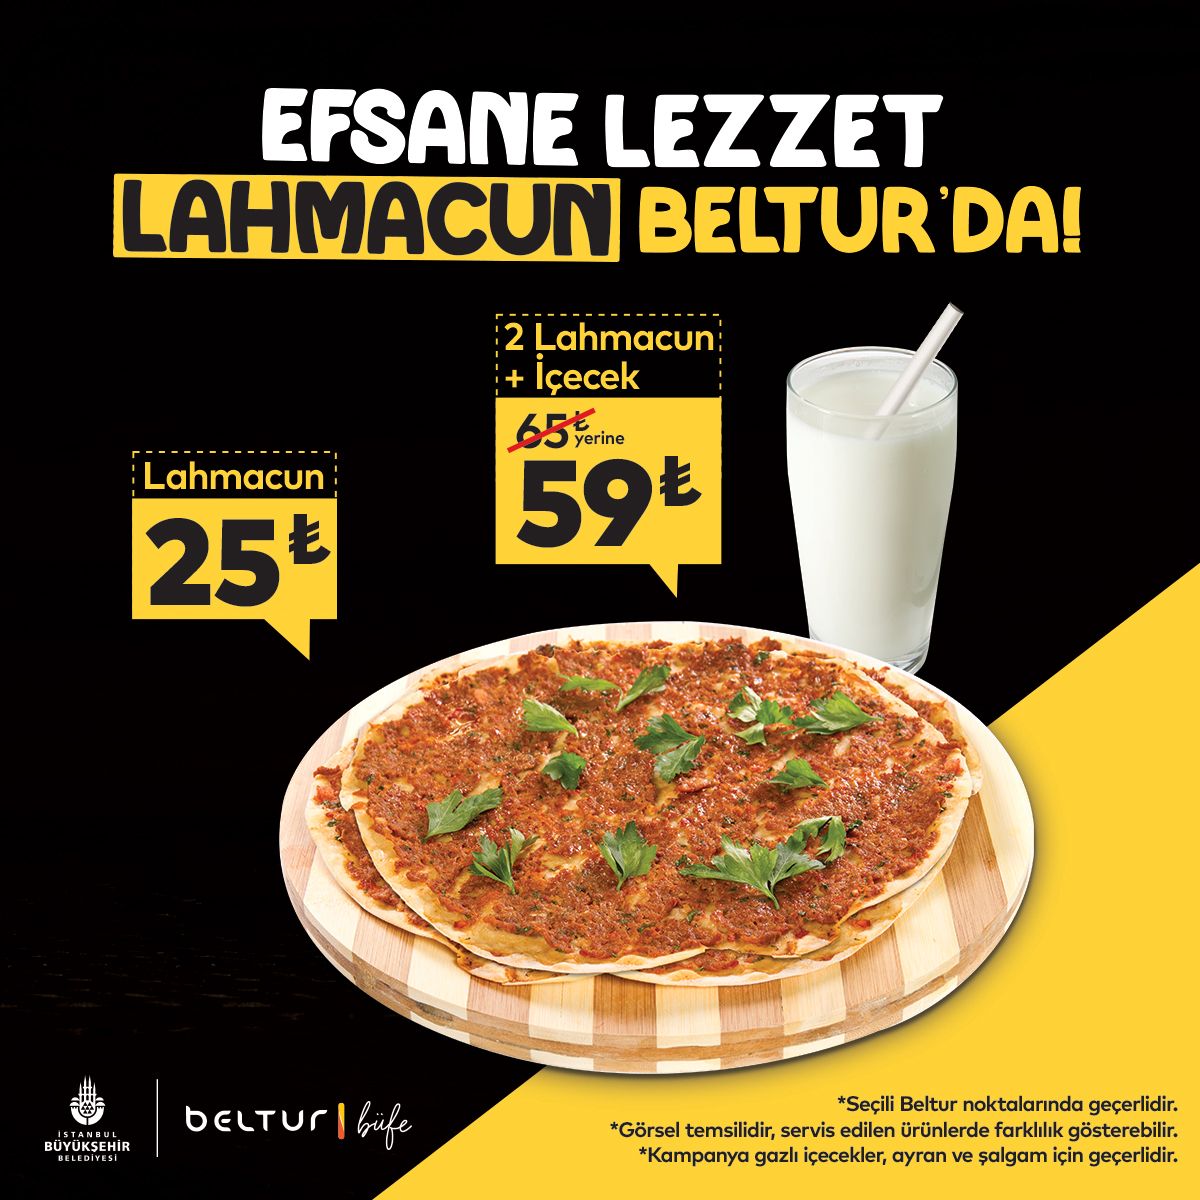 EFSANE LEZZET
LAHMACUN BELTUR'DA!
2 Lahmacun
+ İçecek
65₺ yerine
59₺
Lahmacun
25₺
İSTANBUL
BÜYÜKŞEHİR
BELEDİYESİ
BELTUR | büfe
*Seçili Beltur noktalarında geçerlidir.
*Görsel temsilidir, servis edilen ürünlerde farklılık gösterebilir.
*Kampanya gazlı içecekler, ayran ve şalgam için geçerlidir.